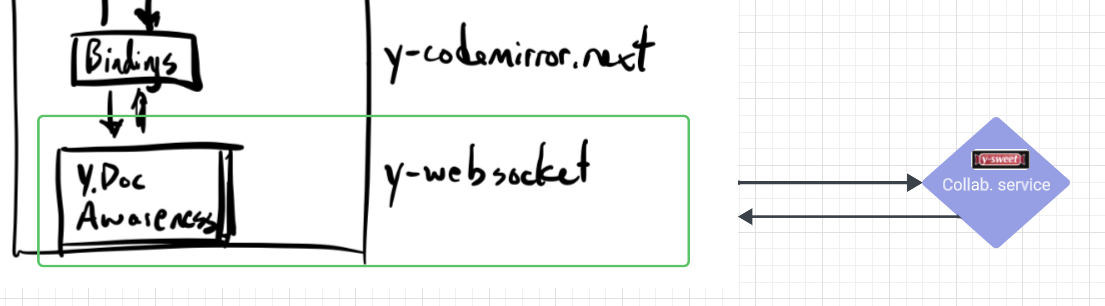 Bindings
y-codemirror.next
Y.Doc
Awareness
y-websocket
y-sweet
Collab. service